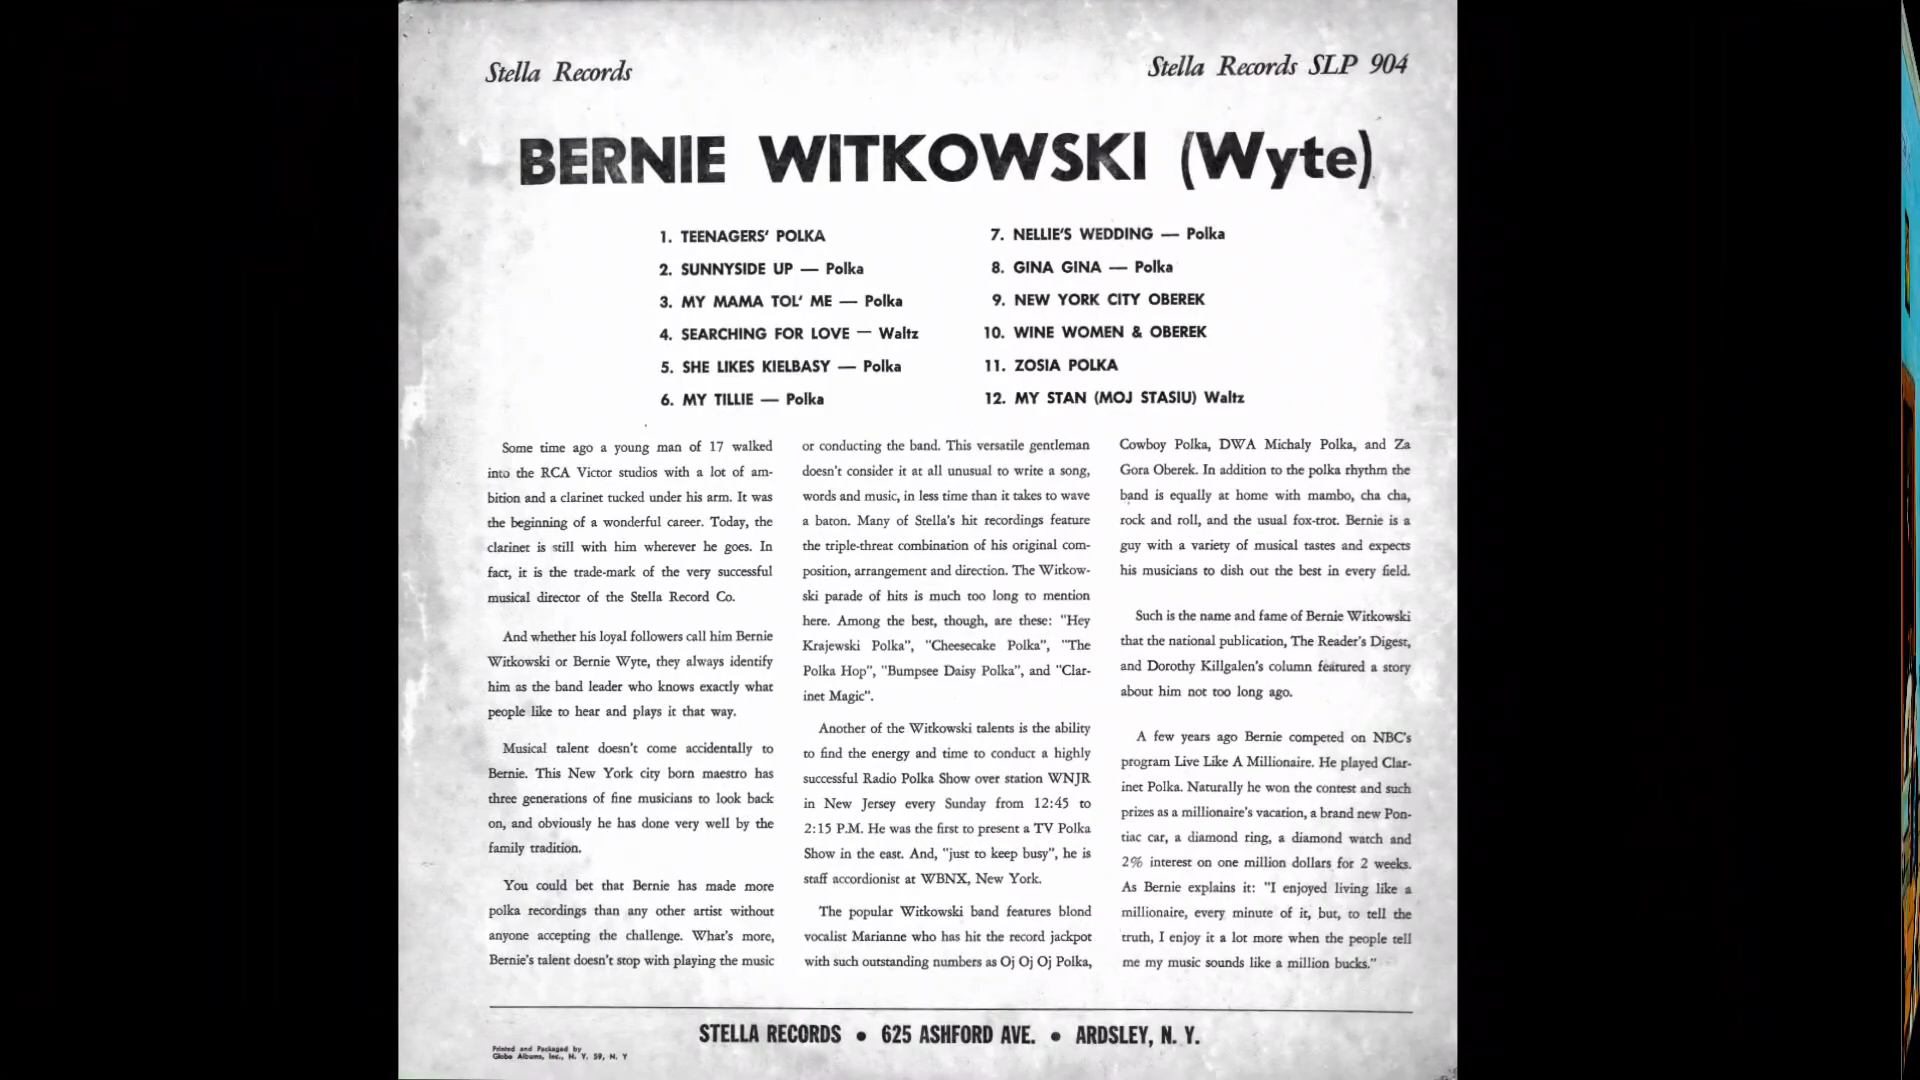 Stella Records
Stella Records SLP 904
BERNIE WITKOWSKI (Wyte)
1. TEENAGERS' POLKA
2. SUNNYSIDE UP — Polka
3. MY MAMA TOL' ME — Polka
4. SEARCHING FOR LOVE — Waltz
5. SHE LIKES KIELBASY — Polka
6. MY TILLIE — Polka
7. NELLIE'S WEDDING — Polka
8. GINA GINA — Polka
9. NEW YORK CITY OBEREK
10. WINE WOMEN & OBEREK
11. ZOSIA POLKA
12. MY STAN (MOJ STASIU) Waltz
Some time ago a young man of 17 walked
into the RCA Victor studios with a lot of am-
bition and a clarinet tucked under his arm. It was
the beginning of a wonderful career. Today, the
clarinet is still with him wherever he goes. In
fact, it is the trade-mark of the very successful
musical director of the Stella Record Co.
And whether his loyal followers call him Bernie
Witkowski or Bernie Wyte, they always identify
him as the band leader who knows exactly what
people like to hear and plays it that way.
Musical talent doesn't come accidentally to
Bernie. This New York city born maestro has
three generations of fine musicians to look back
on, and obviously he has done very well by the
family tradition.
You could bet that Bernie has made more
polka recordings than any other artist without
anyone accepting the challenge. What's more,
Bernie's talent doesn't stop with playing the music
or conducting the band. This versatile gentleman
doesn't consider it at all unusual to write a song,
words and music, in less time than it takes to wave
a baton. Many of Stella's hit recordings feature
the triple-threat combination of his original com-
position, arrangement and direction. The Witkow-
ski parade of hits is much too long to mention
here. Among the best, though, are these: "Hey
Krajewski Polka", "Cheesecake Polka", "The
Polka Hop", "Bumpsee Daisy Polka", and "Clar-
inet Magic".
Another of the Witkowski talents is the ability
to find the energy and time to conduct a highly
successful Radio Polka Show over station WNJR
in New Jersey every Sunday from 12:45 to
2:15 P.M. He was the first to present a TV Polka
Show in the east. And, "just to keep busy", he is
staff accordionist at WBNX, New York.
The popular Witkowski band features blond
vocalist Marianne who has hit the record jackpot
with such outstanding numbers as Oj Oj Oj Polka,
Cowboy Polka, DWA Michaly Polka, and Za
Gora Oberek. In addition to the polka rhythm the
band is equally at home with mambo, cha cha,
rock and roll, and the usual fox-trot. Bernie is a
guy with a variety of musical tastes and expects
his musicians to dish out the best in every field.
Such is the name and fame of Bernie Witkowski
that the national publication, The Reader's Digest,
and Dorothy Killgalen's column featured a story
about him not too long ago.
A few years ago Bernie competed on NBC's
program Live Like A Millionaire. He played Clar-
inet Polka. Naturally he won the contest and such
prizes as a millionaire's vacation, a brand new Pon-
tiac car, a diamond ring, a diamond watch and
2% interest on one million dollars for 2 weeks.
As Bernie explains it: "I enjoyed living like a
millionaire, every minute of it, but, to tell the
truth, I enjoy it a lot more when the people tell
me my music sounds like a million bucks."
STELLA RECORDS • 625 ASHFORD AVE. • ARDSLEY, N. Y.
Printed and Packaged by
Globe Albums, Inc., N. Y. 59, N. Y